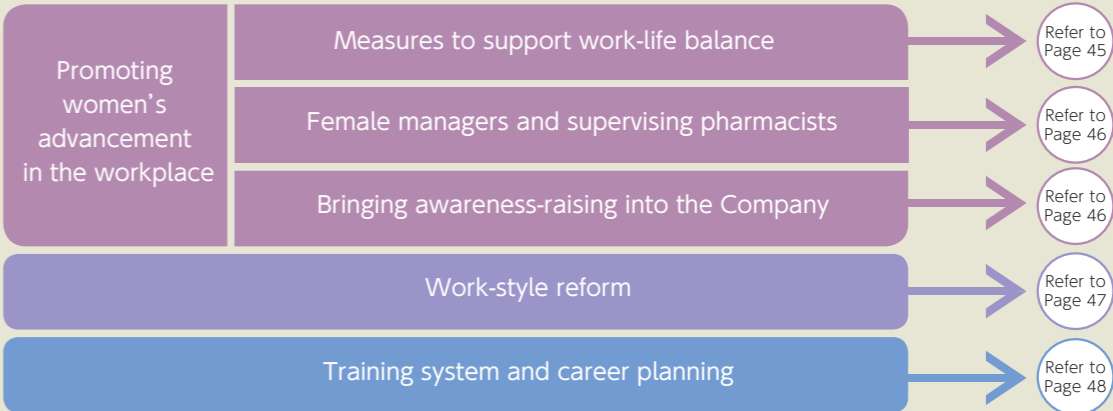 Promoting
women’s
advancement
in the workplace
Measures to support work-life balance
Refer to
Page 45
Female managers and supervising pharmacists
Refer to
Page 46
Bringing awareness-raising into the Company
Refer to
Page 46
Work-style reform
Refer to
Page 47
Training system and career planning
Refer to
Page 48